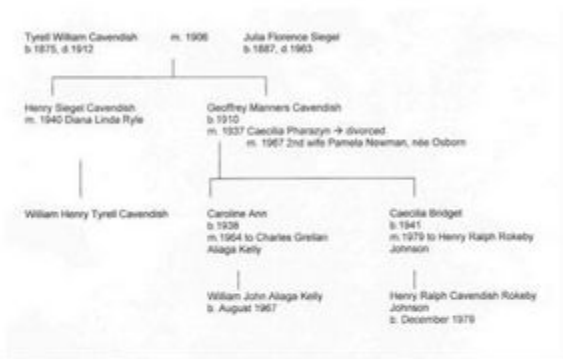 Tyrell William Cavendish m. 1906 Julia Florence Siegel
b.1875, d.1912 b.1887, d.1963
Henry Siegel Cavendish
m. 1940 Diana Linda Ryle
Geoffrey Manners Cavendish
b.1910
m. 1937 Caecilia Pharazyn → divorced
m. 1967 2nd wife Pamela Newman, née Osborn
William Henry Tyrell Cavendish
Caroline Ann
b.1938
m.1964 to Charles Grellan
Aliaga Kelly
Caecilia Bridget
b.1941
m.1979 to Henry Ralph Rokeby
Johnson
William John Aliaga Kelly
b. August 1967
Henry Ralph Cavendish Rokeby
Johnson
b. December 1979